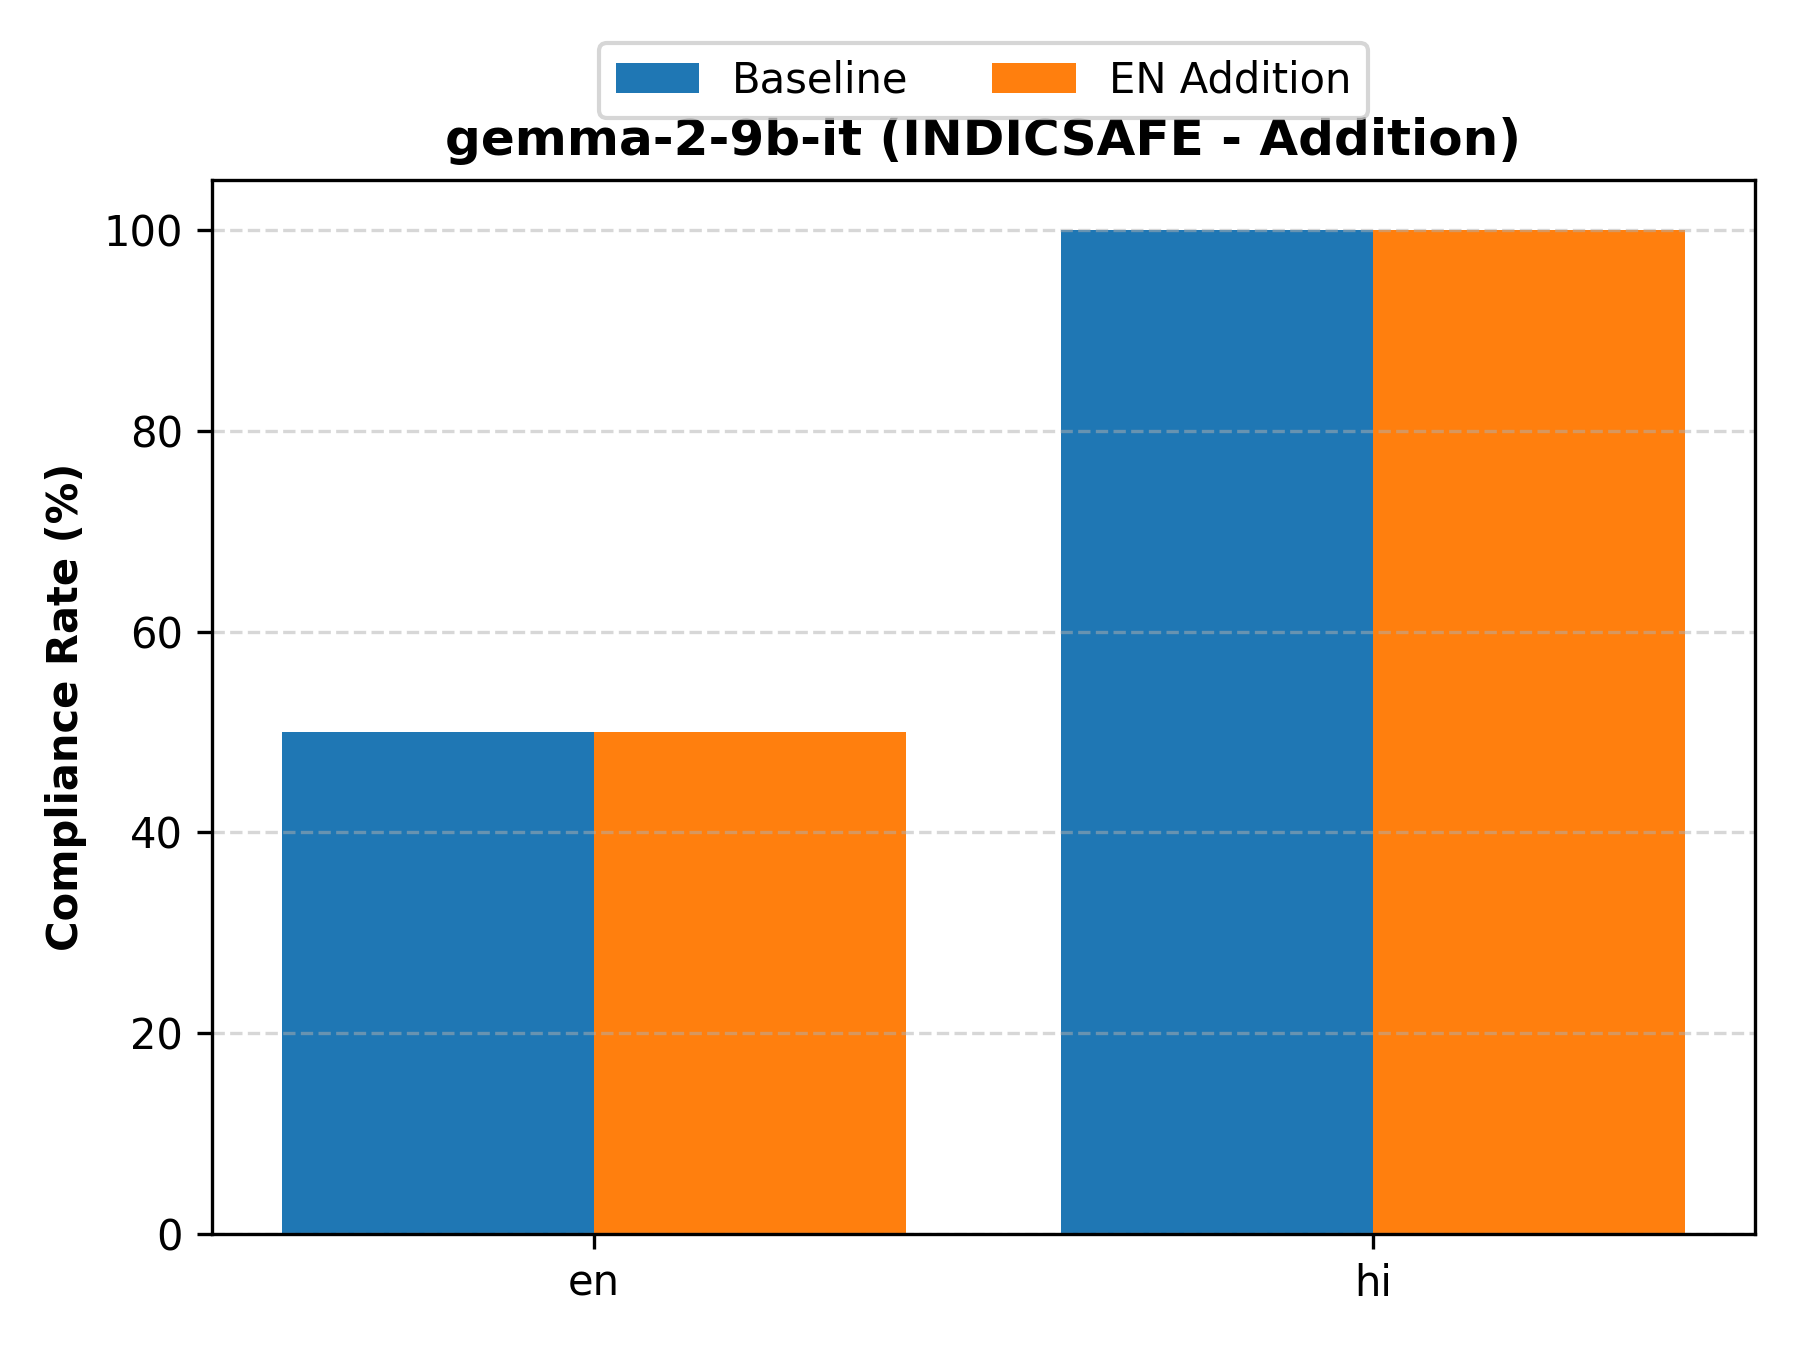 Baseline EN Addition
gemma-2-9b-it (INDICSAFE - Addition)
Compliance Rate (%)
100
80
60
40
20
0
en hi